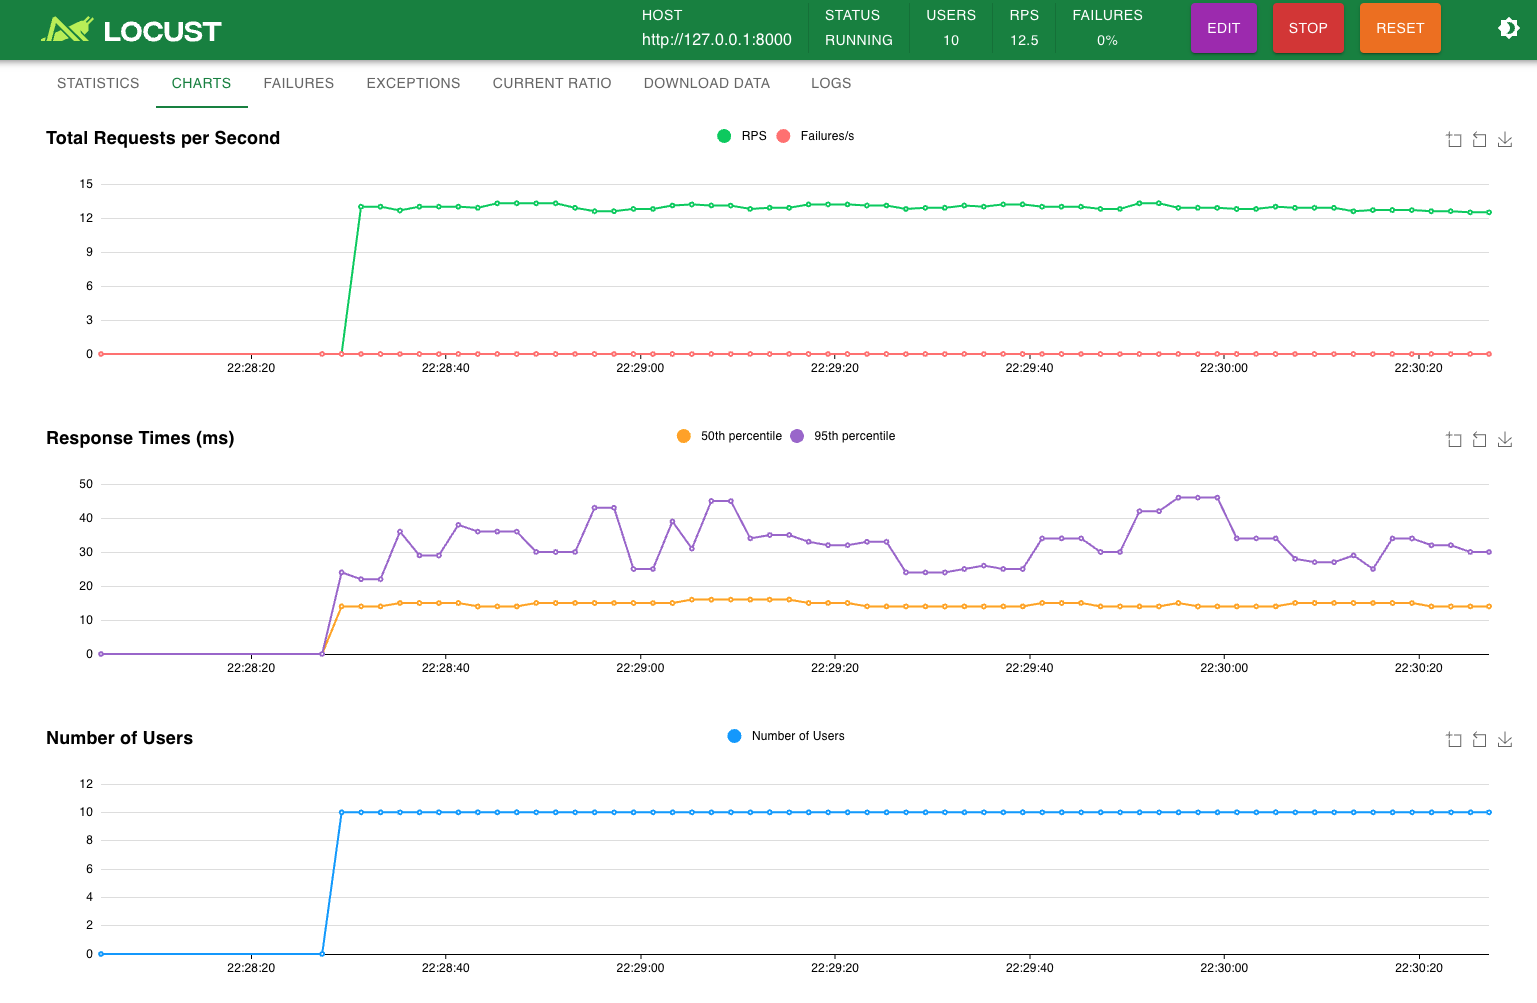 LOCUST
HOST
http://127.0.0.1:8000
STATUS
RUNNING
USERS
10
RPS
12.5
FAILURES
0%
EDIT
STOP
RESET
STATISTICS CHARTS FAILURES EXCEPTIONS CURRENT RATIO DOWNLOAD DATA LOGS
Total Requests per Second
RPS Failures/s
15
12
9
6
3
0
22:28:20 22:28:40 22:29:00 22:29:20 22:29:40 22:30:00 22:30:20
Response Times (ms)
50th percentile 95th percentile
50
40
30
20
10
0
22:28:20 22:28:40 22:29:00 22:29:20 22:29:40 22:30:00 22:30:20
Number of Users
Number of Users
12
10
8
6
4
2
0
22:28:20 22:28:40 22:29:00 22:29:20 22:29:40 22:30:00 22:30:20